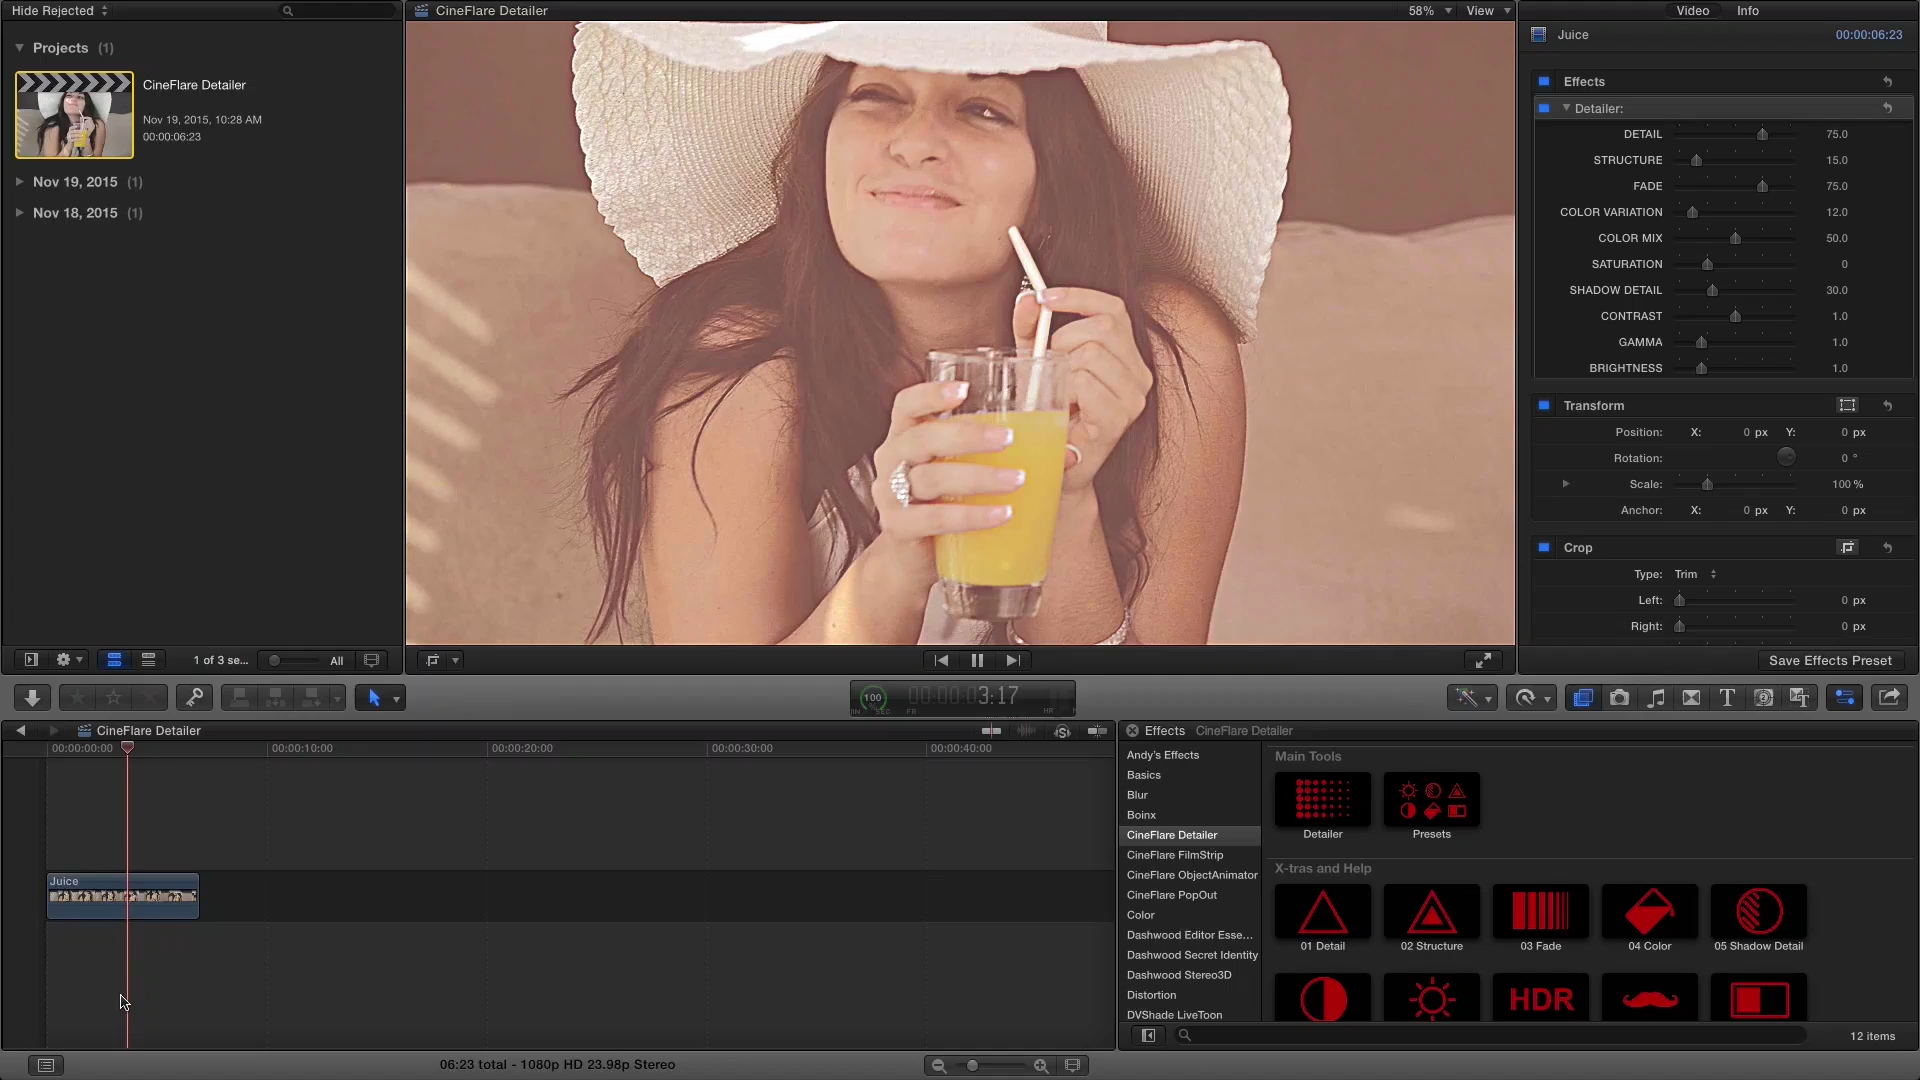 Hide Rejected
CineFlare Detailer
58%
View
Video
Info
Projects (1)
CineFlare Detailer
Nov 19, 2015, 10:28 AM
00:00:06:23
Nov 19, 2015 (1)
Nov 18, 2015 (1)
Juice
00:00:06:23
Effects
Detailer:
DETAIL 75.0
STRUCTURE 15.0
FADE 75.0
COLOR VARIATION 12.0
COLOR MIX 50.0
SATURATION 0
SHADOW DETAIL 30.0
CONTRAST 1.0
GAMMA 1.0
BRIGHTNESS 1.0
Transform
Position: X: 0 px Y: 0 px
Rotation: 0 °
Scale: 100 %
Anchor: X: 0 px Y: 0 px
Crop
Type: Trim
Left: 0 px
Right: 0 px
1 of 3 se...
All
Save Effects Preset
100
00:00:03:17
HR
SEC
FR
CineFlare Detailer
00:00:00:00
00:00:10:00
00:00:20:00
00:00:30:00
00:00:40:00
Juice
Effects CineFlare Detailer
Andy's Effects
Basics
Blur
Boinx
CineFlare Detailer
CineFlare FilmStrip
CineFlare ObjectAnimator
CineFlare PopOut
Color
Dashwood Editor Esse...
Dashwood Secret Identity
Dashwood Stereo3D
Distortion
DVShade LiveToon
Main Tools
Detailer
Presets
X-tras and Help
01 Detail
02 Structure
03 Fade
04 Color
05 Shadow Detail
HDR
12 items
06:23 total - 1080p HD 23.98p Stereo